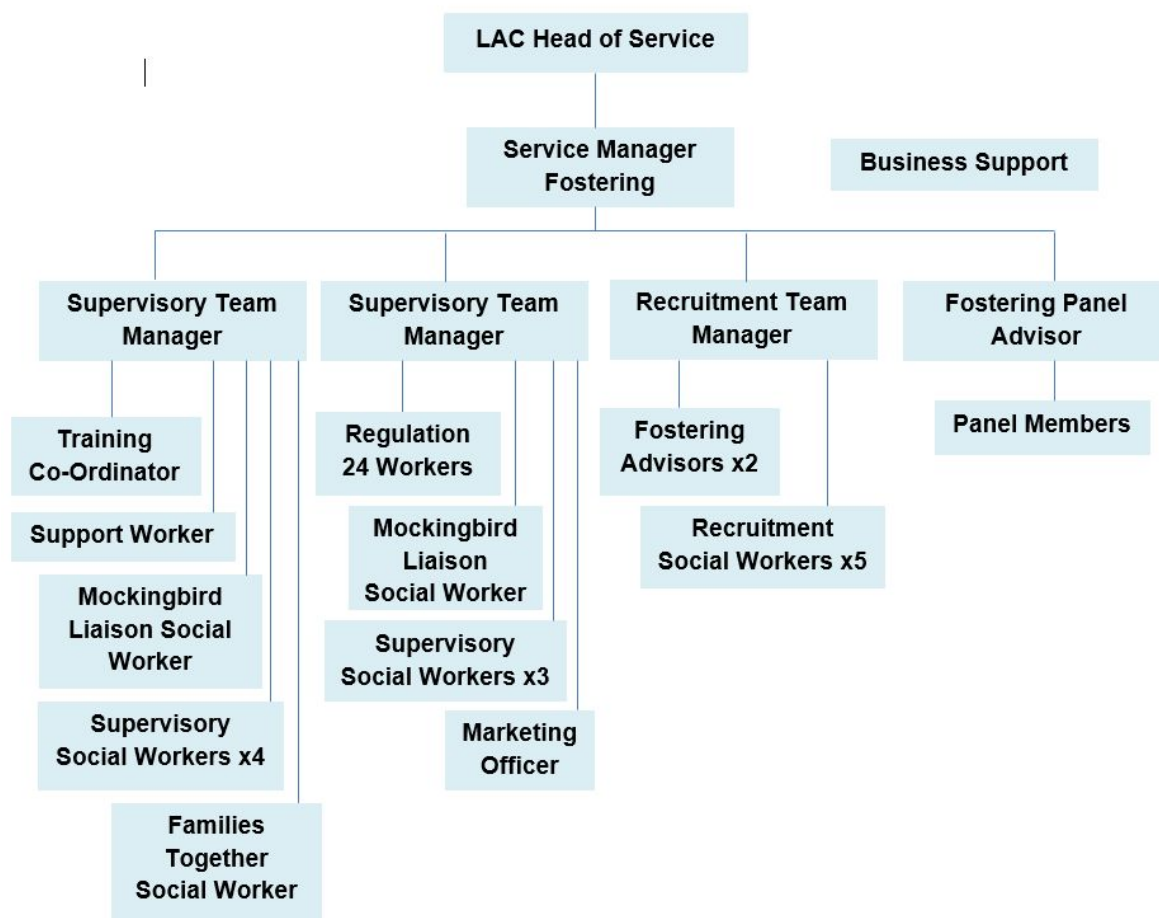 LAC Head of Service
Service Manager
Fostering
Business Support
Supervisory Team
Manager
Supervisory Team
Manager
Recruitment Team
Manager
Fostering Panel
Advisor
Training
Co-Ordinator
Support Worker
Mockingbird
Liaison Social
Worker
Supervisory
Social Workers x4
Families
Together
Social Worker
Regulation
24 Workers
Mockingbird
Liaison
Social Worker
Supervisory
Social Workers x3
Marketing
Officer
Fostering
Advisors x2
Recruitment
Social Workers x5
Panel Members